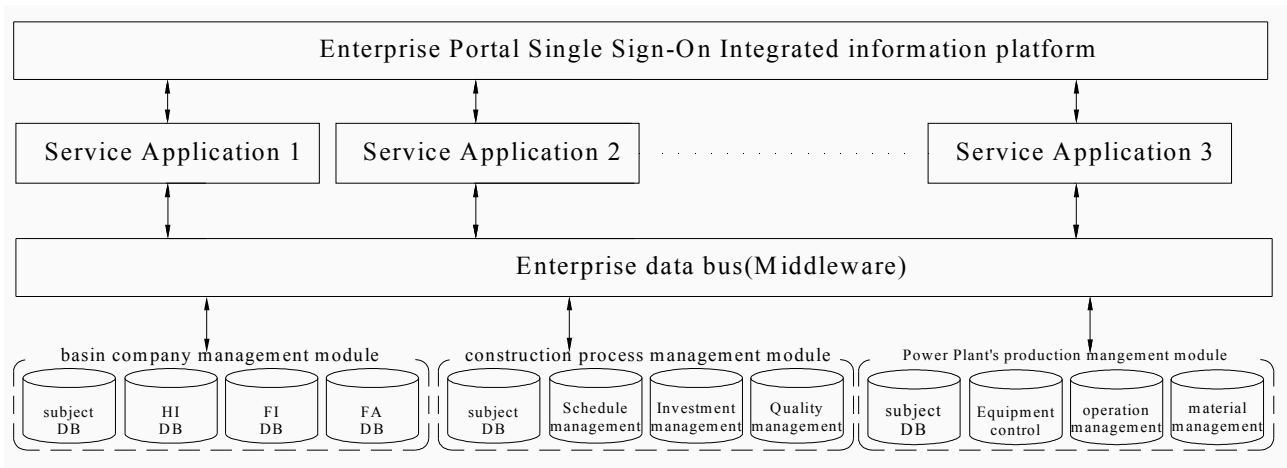 Enterprise Portal Single Sign-On Integrated information platform
Service Application 1
Service Application 2
Service Application 3
Enterprise data bus(Middleware)
basin company management module
construction process management module
Power Plant's production mangement module
subject
DB
HI
DB
FI
DB
FA
DB
subject
DB
Schedule
management
Investment
management
Quality
management
subject
DB
Equipment
control
operation
management
material
management